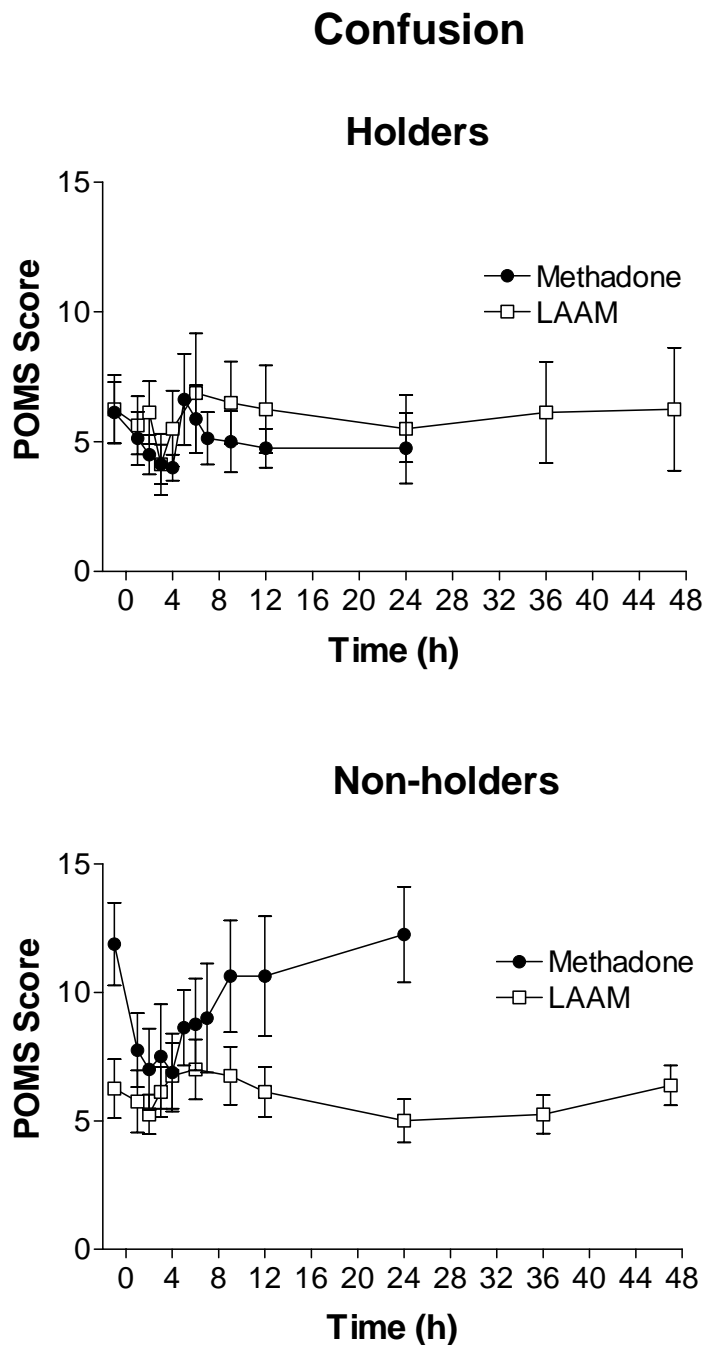 Confusion
Holders
15
10
5
0
POMS Score
Methadone
LAAM
0 4 8 12 16 20 24 28 32 36 40 44 48
Time (h)
Non-holders
15
10
5
0
POMS Score
Methadone
LAAM
0 4 8 12 16 20 24 28 32 36 40 44 48
Time (h)